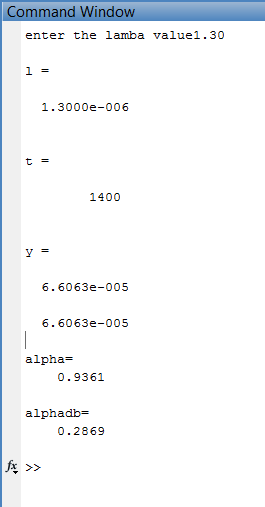 Command Window
enter the lamba value1.30
l =
1.3000e-006
t =
1400
y =
6.6063e-005
6.6063e-005
alpha=
0.9361
alphadb=
0.2869
fx >>